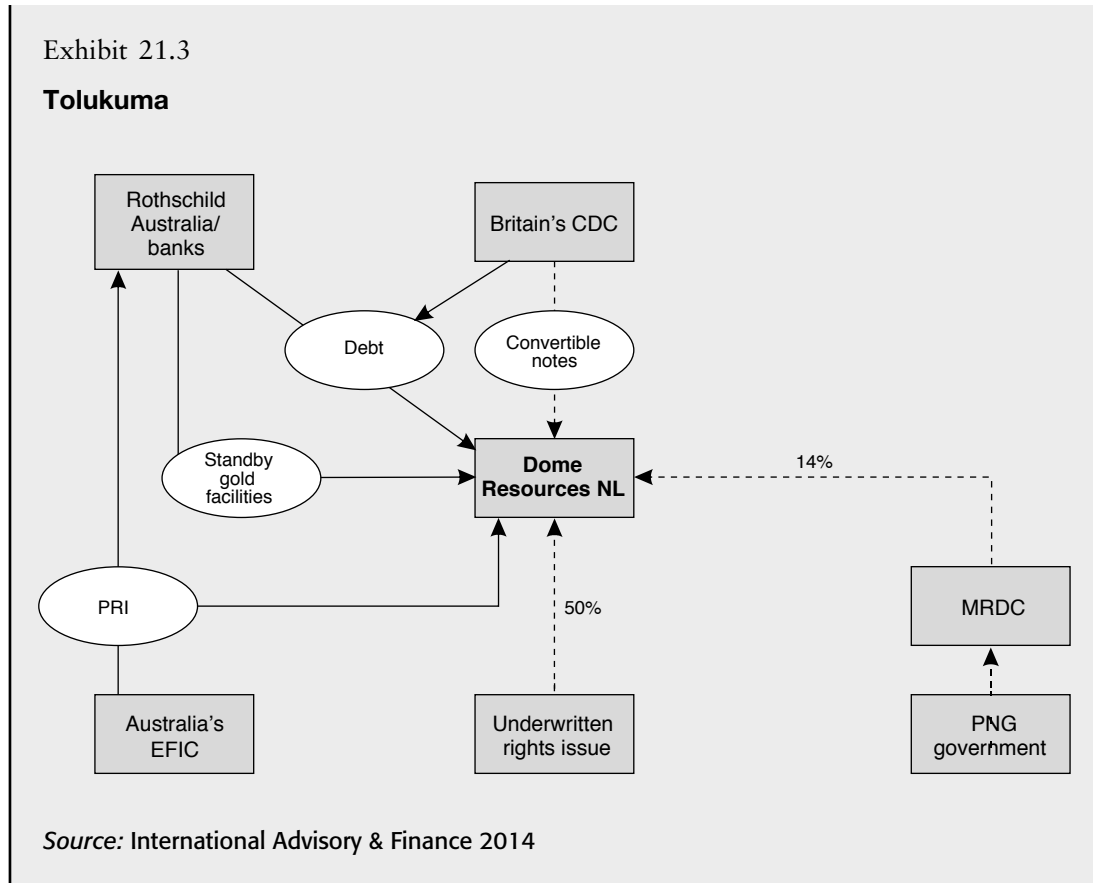 Exhibit 21.3
Tolukuma
Rothschild
Australia/
banks
Britain's CDC
Debt
Convertible
notes
Standby
gold
facilities
Dome
Resources NL
14%
PRI
50%
MRDC
Australia's
EFIC
Underwritten
rights issue
PNG
government
Source: International Advisory & Finance 2014